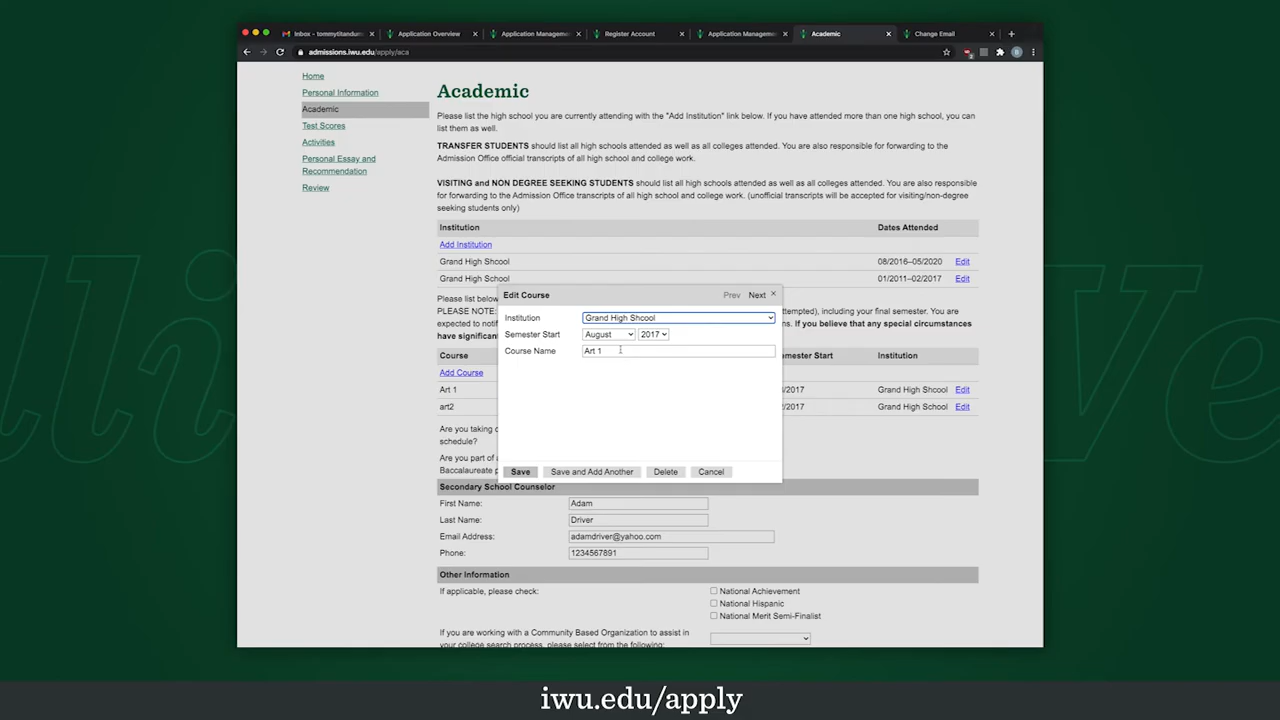 Inbox – tommytitandum
Application Overview
Application Manageme
Register Account
Application Manageme
Academic
Change Email
admissions.iwu.edu/apply/aca
Home
Personal Information
Academic
Test Scores
Activities
Personal Essay and
Recommendation
Review
Academic
Please list the high school you are currently attending with the "Add Institution" link below. If you have attended more than one high school, you can
list them as well.
TRANSFER STUDENTS should list all high schools attended as well as all colleges attended. You are also responsible for forwarding to the
Admission Office official transcripts of all high school and college work.
VISITING and NON DEGREE SEEKING STUDENTS should list all high schools attended as well as all colleges attended. You are also responsible
for forwarding to the Admission Office transcripts of all high school and college work. (unofficial transcripts will be accepted for visiting/non-degree
seeking students only)
Institution Dates Attended
Add Institution
Grand High Shcool 08/2016–05/2020 Edit
Grand High School 01/2011–02/2017 Edit
Please list below
PLEASE NOTE: attempted), including your final semester. You are
expected to notif If you believe that any special circumstances
have significan
Edit Course Prev Next ×
Institution Grand High Shcool
Semester Start August 2017
Course Name Art 1
Save Save and Add Another Delete Cancel
Course Semester Start Institution
Add Course
Art 1 /2017 Grand High Shcool Edit
art2 /2017 Grand High School Edit
Are you taking
schedule?
Are you part of a
Baccalaureate p
Secondary School Counselor
First Name: Adam
Last Name: Driver
Email Address: adamdriver@yahoo.com
Phone: 1234567891
Other Information
If applicable, please check: National Achievement
National Hispanic
National Merit Semi-Finalist
If you are working with a Community Based Organization to assist in
your college search process, please select from the following:
iwu.edu/apply